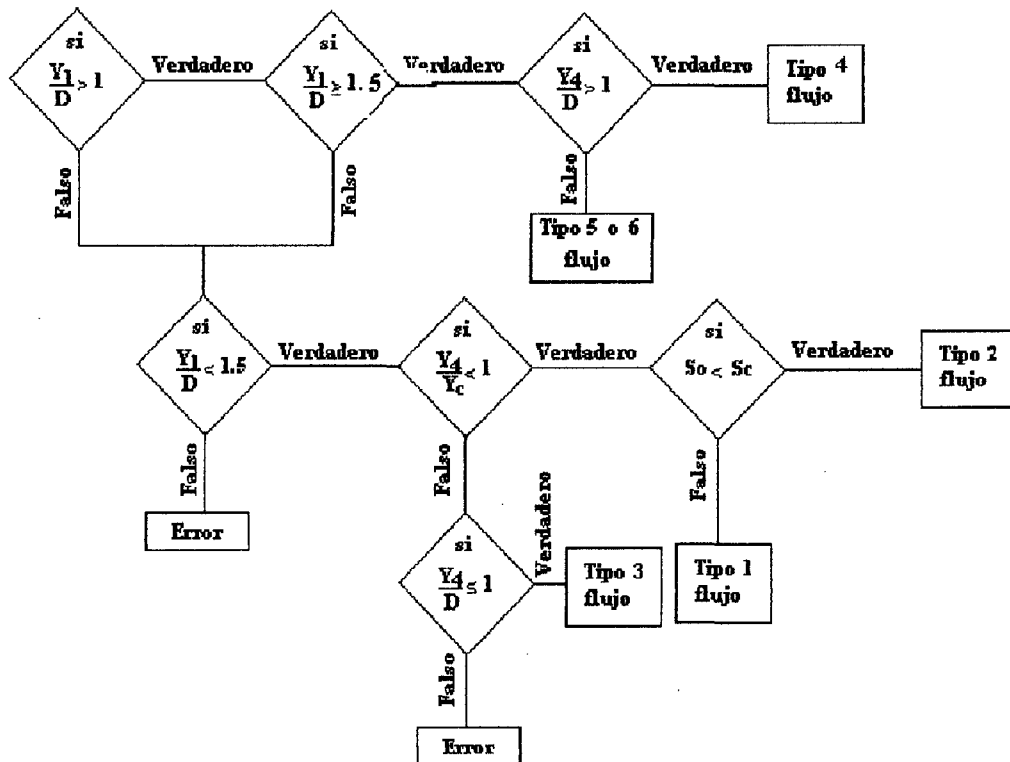 si
Y1
D > 1
Verdadero
si
Y1
D ≥ 1.5
Verdadero
si
Y4
D > 1
Verdadero
Tipo 4
flujo
Falso
Falso
Falso
Tipo 5 o 6
flujo
si
Y1
D < 1.5
Verdadero
si
Y4
Yc < 1
Verdadero
si
So < Sc
Verdadero
Tipo 2
flujo
Falso
Falso
Falso
Error
si
Y4
D ≤ 1
Verdadero
Tipo 3
flujo
Tipo 1
flujo
Falso
Error